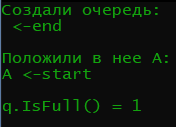 Создали очередь:
<-end
Положили в нее А:
А <-start
q.IsFull() = 1